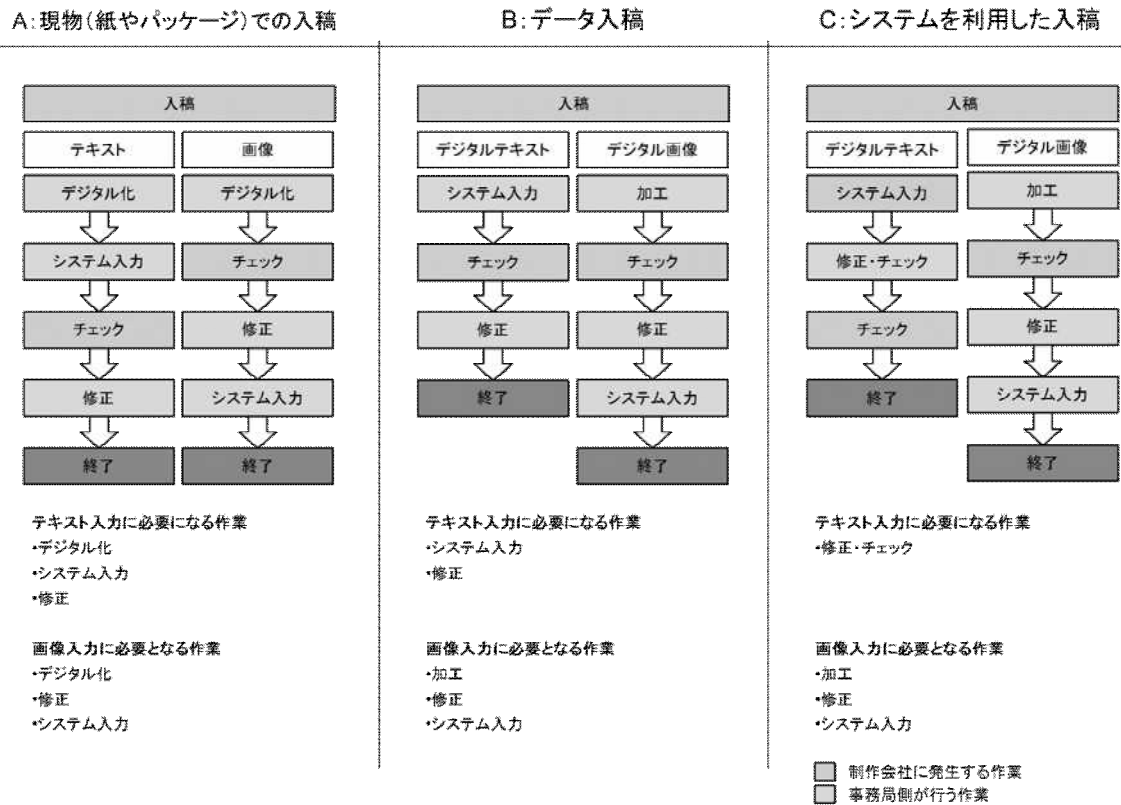 A:現物(紙やパッケージ)での入稿
入稿
テキスト 画像
デジタル化 デジタル化
システム入力 チェック
チェック 修正
修正 システム入力
終了 終了
テキスト入力に必要になる作業
・デジタル化
・システム入力
・修正
画像入力に必要となる作業
・デジタル化
・修正
・システム入力
B:データ入稿
入稿
デジタルテキスト デジタル画像
システム入力 加工
チェック チェック
修正 修正
終了 システム入力
終了
テキスト入力に必要になる作業
・システム入力
・修正
画像入力に必要となる作業
・加工
・修正
・システム入力
C:システムを利用した入稿
入稿
デジタルテキスト デジタル画像
システム入力 加工
修正・チェック チェック
チェック 修正
終了 システム入力
終了
テキスト入力に必要になる作業
・修正・チェック
画像入力に必要となる作業
・加工
・修正
・システム入力
制作会社に発生する作業
事務局側が行う作業